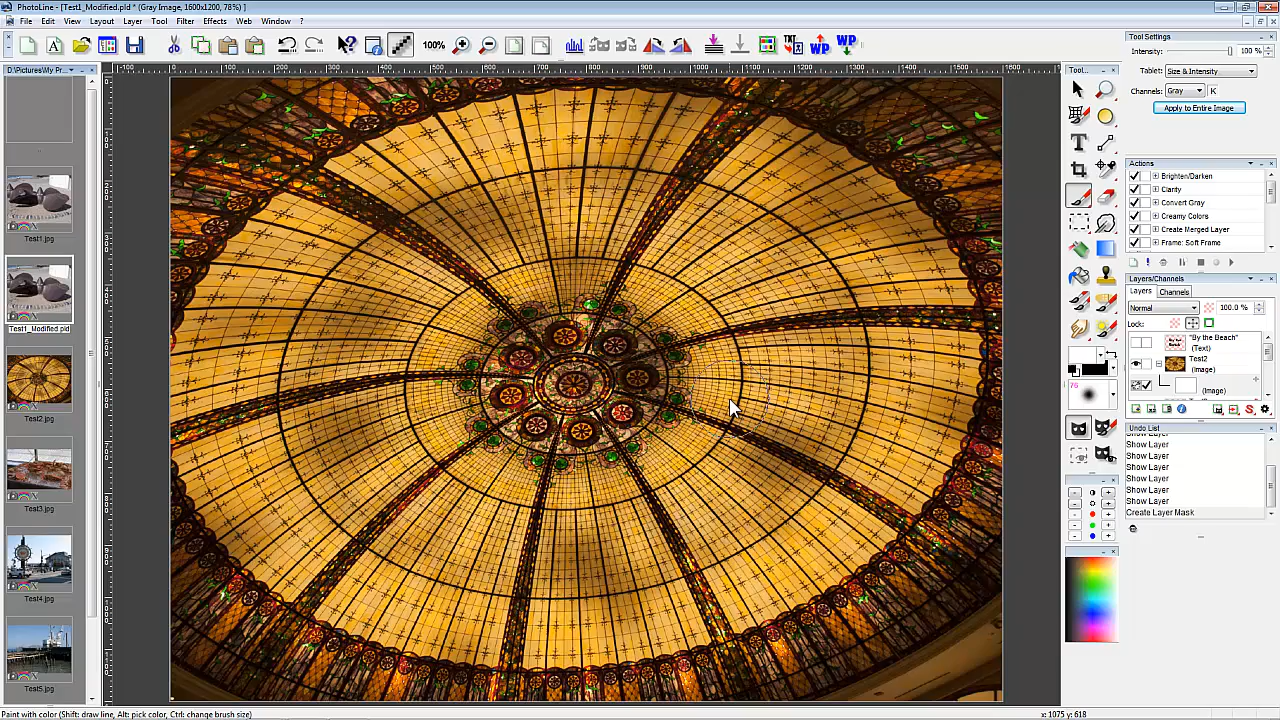 PhotoLine - [Test1_Modified.pld * (Gray Image, 1600x1200, 78%) ]
File Edit View Layout Layer Tool Filter Effects Web Window ?
100%
D:\Pictures\My Pr...
Test1.jpg
Test1_Modified.pld
Test2.jpg
Test3.jpg
Test4.jpg
Test5.jpg
Tool...
76
Tool Settings
Intensity: 100 %
Tablet: Size & Intensity
Channels: Gray K
Apply to Entire Image
Actions
Brighten/Darken
Clarity
Convert Gray
Creamy Colors
Create Merged Layer
Frame: Soft Frame
Layers/Channels
Layers Channels
Normal 100.0 %
Lock:
"By the Beach"
(Text)
Test2
(Image)
(Image)
Undo List
Show Layer
Show Layer
Show Layer
Show Layer
Show Layer
Show Layer
Show Layer
Create Layer Mask
Paint with color (Shift: draw line, Alt: pick color, Ctrl: change brush size)
x: 1075 y: 618